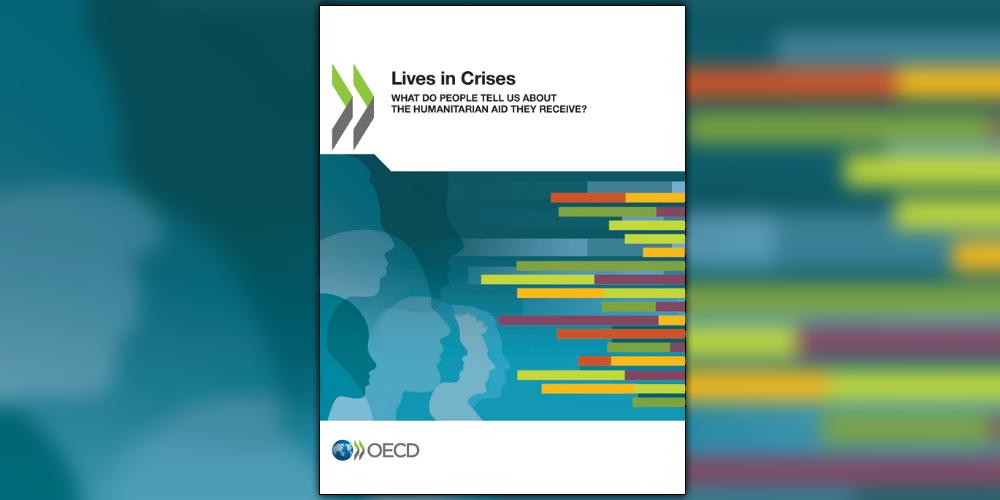 Lives in Crises
WHAT DO PEOPLE TELL US ABOUT
THE HUMANITARIAN AID THEY RECEIVE?
OECD